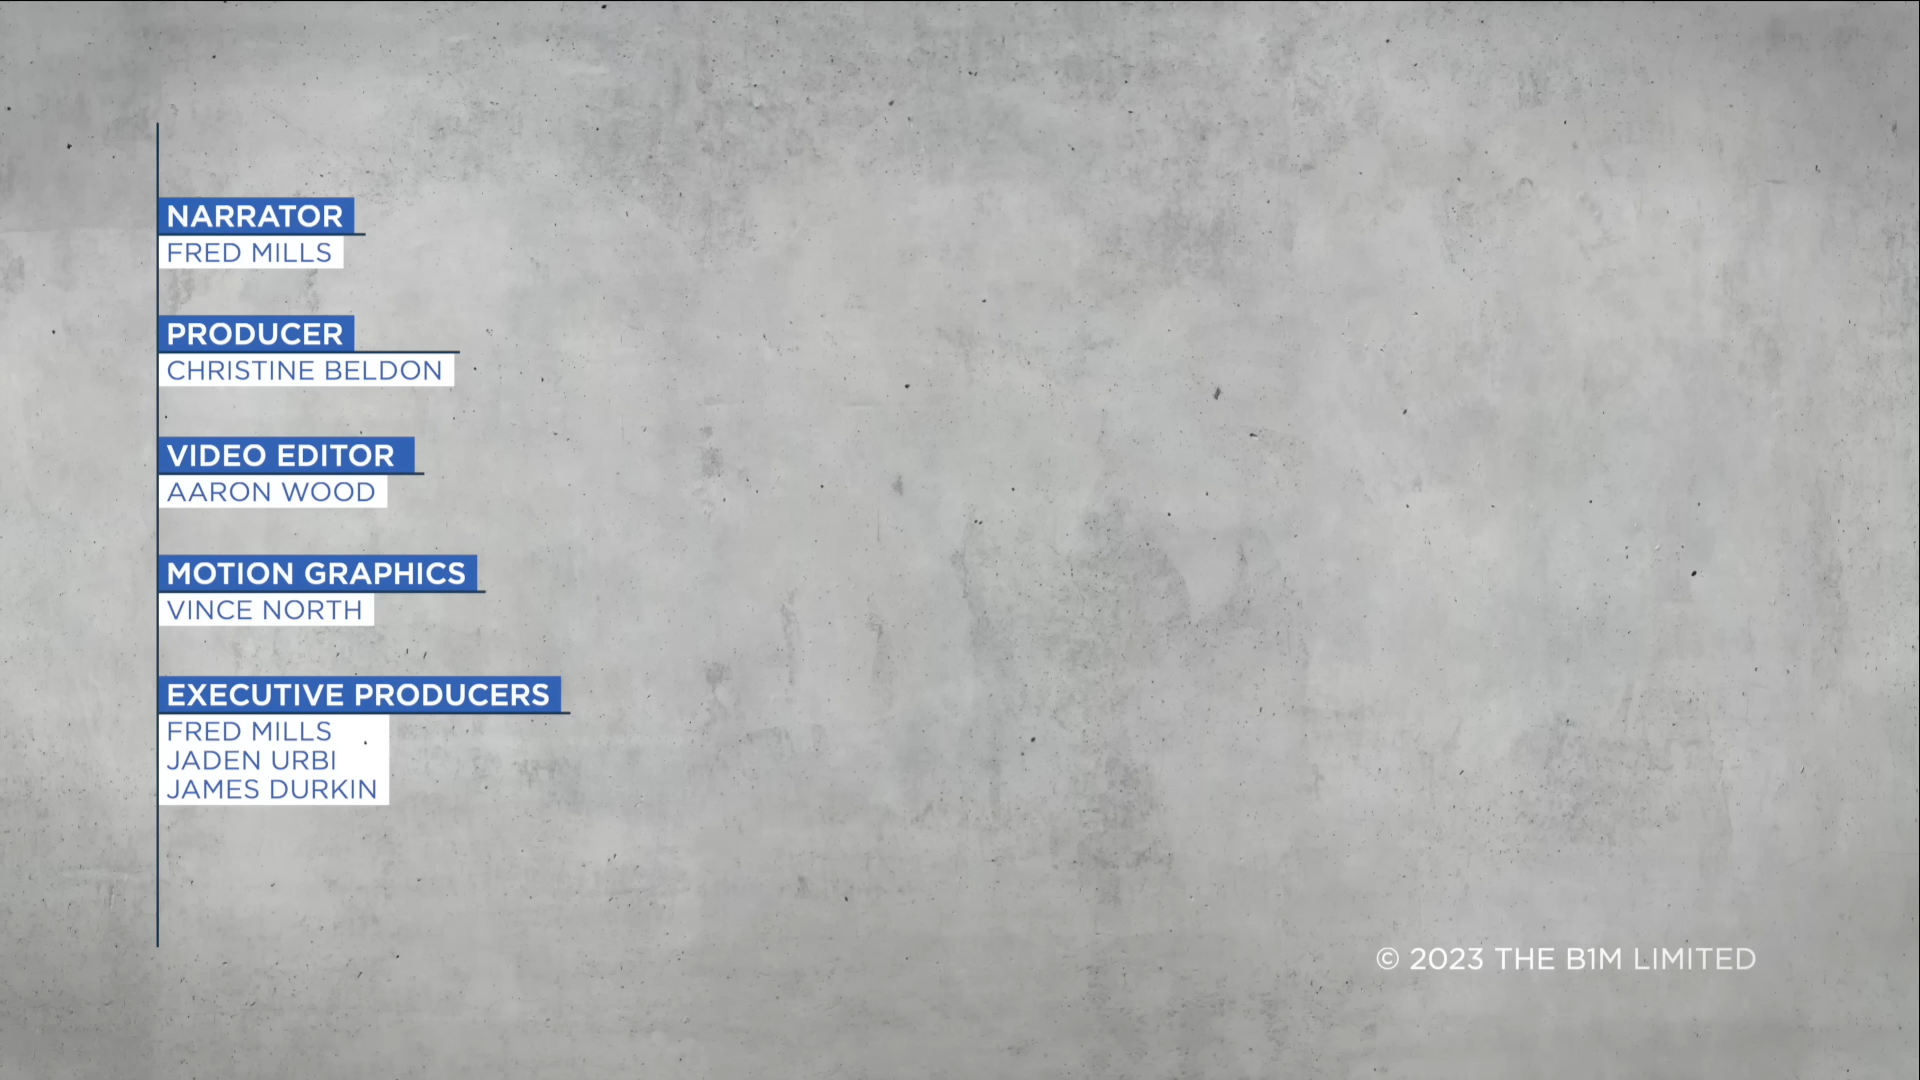 NARRATOR
FRED MILLS
PRODUCER
CHRISTINE BELDON
VIDEO EDITOR
AARON WOOD
MOTION GRAPHICS
VINCE NORTH
EXECUTIVE PRODUCERS
FRED MILLS
JADEN URBI
JAMES DURKIN
© 2023 THE B1M LIMITED